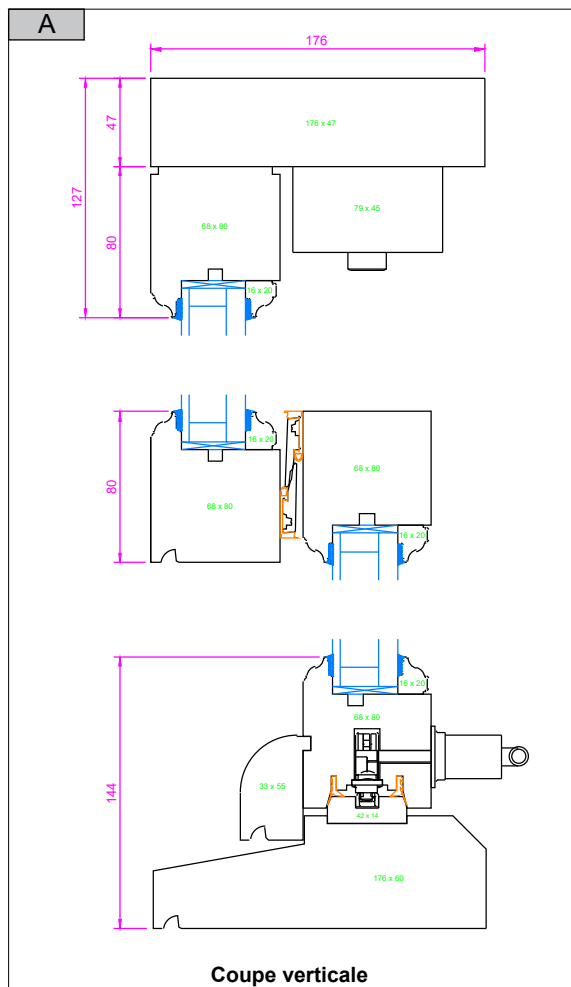 A
176
47
127
80
176 x 47
68 x 80
79 x 45
16 x 20
80
16 x 20
68 x 80
68 x 80
16 x 20
144
16 x 20
68 x 80
33 x 55
42 x 14
176 x 60
Coupe verticale